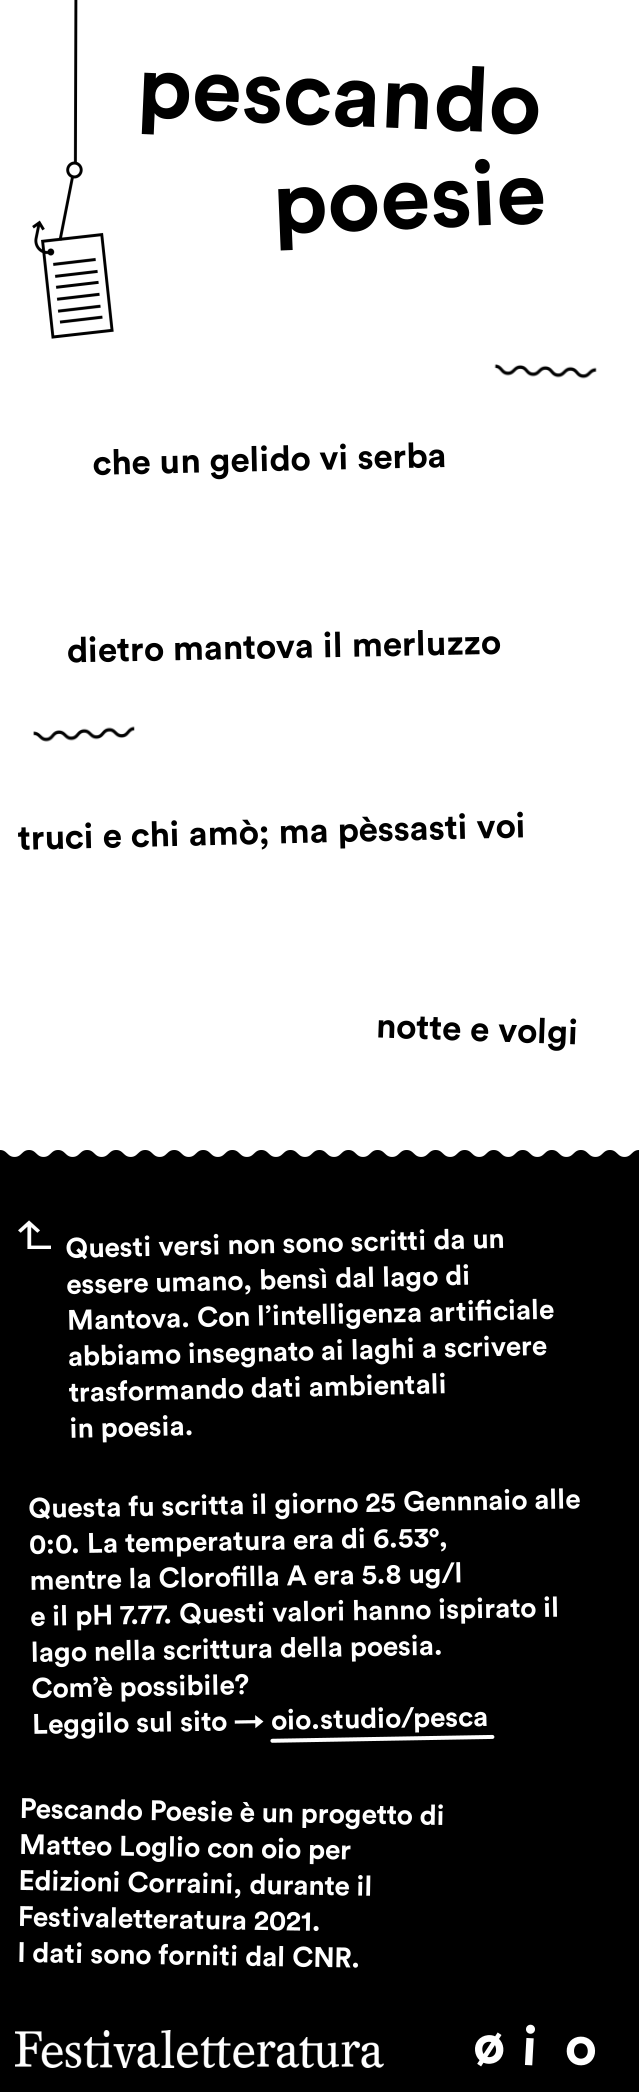 pescando
poesie
che un gelido vi serba
dietro mantova il merluzzo
truci e chi amò; ma pèssasti voi
notte e volgi
Questi versi non sono scritti da un
essere umano, bensì dal lago di
Mantova. Con l’intelligenza artificiale
abbiamo insegnato ai laghi a scrivere
trasformando dati ambientali
in poesia.
Questa fu scritta il giorno 25 Gennnaio alle
0:0. La temperatura era di 6.53°,
mentre la Clorofilla A era 5.8 ug/l
e il pH 7.77. Questi valori hanno ispirato il
lago nella scrittura della poesia.
Com’è possibile?
Leggilo sul sito → oio.studio/pesca
Pescando Poesie è un progetto di
Matteo Loglio con oio per
Edizioni Corraini, durante il
Festivaletteratura 2021.
I dati sono forniti dal CNR.
Festivaletteratura ø i o